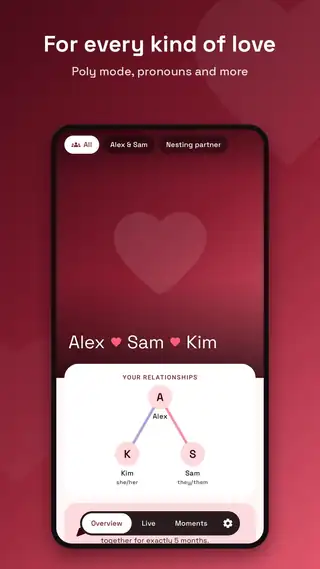 For every kind of love
Poly mode, pronouns and more
All
Alex & Sam
Nesting partner
Alex Sam Kim
YOUR RELATIONSHIPS
A
Alex
K
S
Kim
Sam
she/her
they/them
Overview
Live
Moments
together for exactly 5 months.